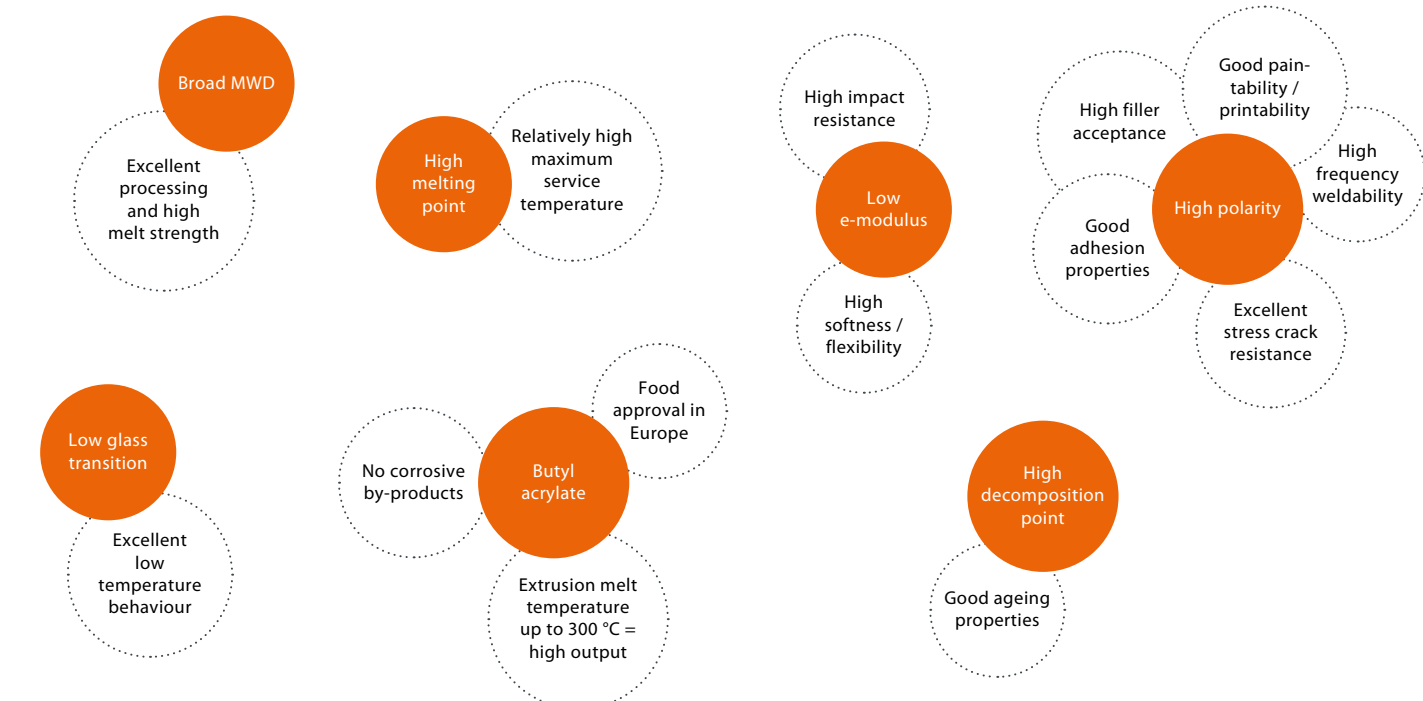 Broad MWD
Excellent
processing
and high
melt strength
High
melting
point
Relatively high
maximum
service
temperature
High impact
resistance
Low
e-modulus
High
softness /
flexibility
High filler
acceptance
Good pain-
tability /
printability
High
frequency
weldability
High polarity
Good
adhesion
properties
Excellent
stress crack
resistance
Low glass
transition
Excellent
low
temperature
behaviour
No corrosive
by-products
Butyl
acrylate
Food
approval in
Europe
Extrusion melt
temperature
up to 300 °C =
high output
High
decomposition
point
Good ageing
properties